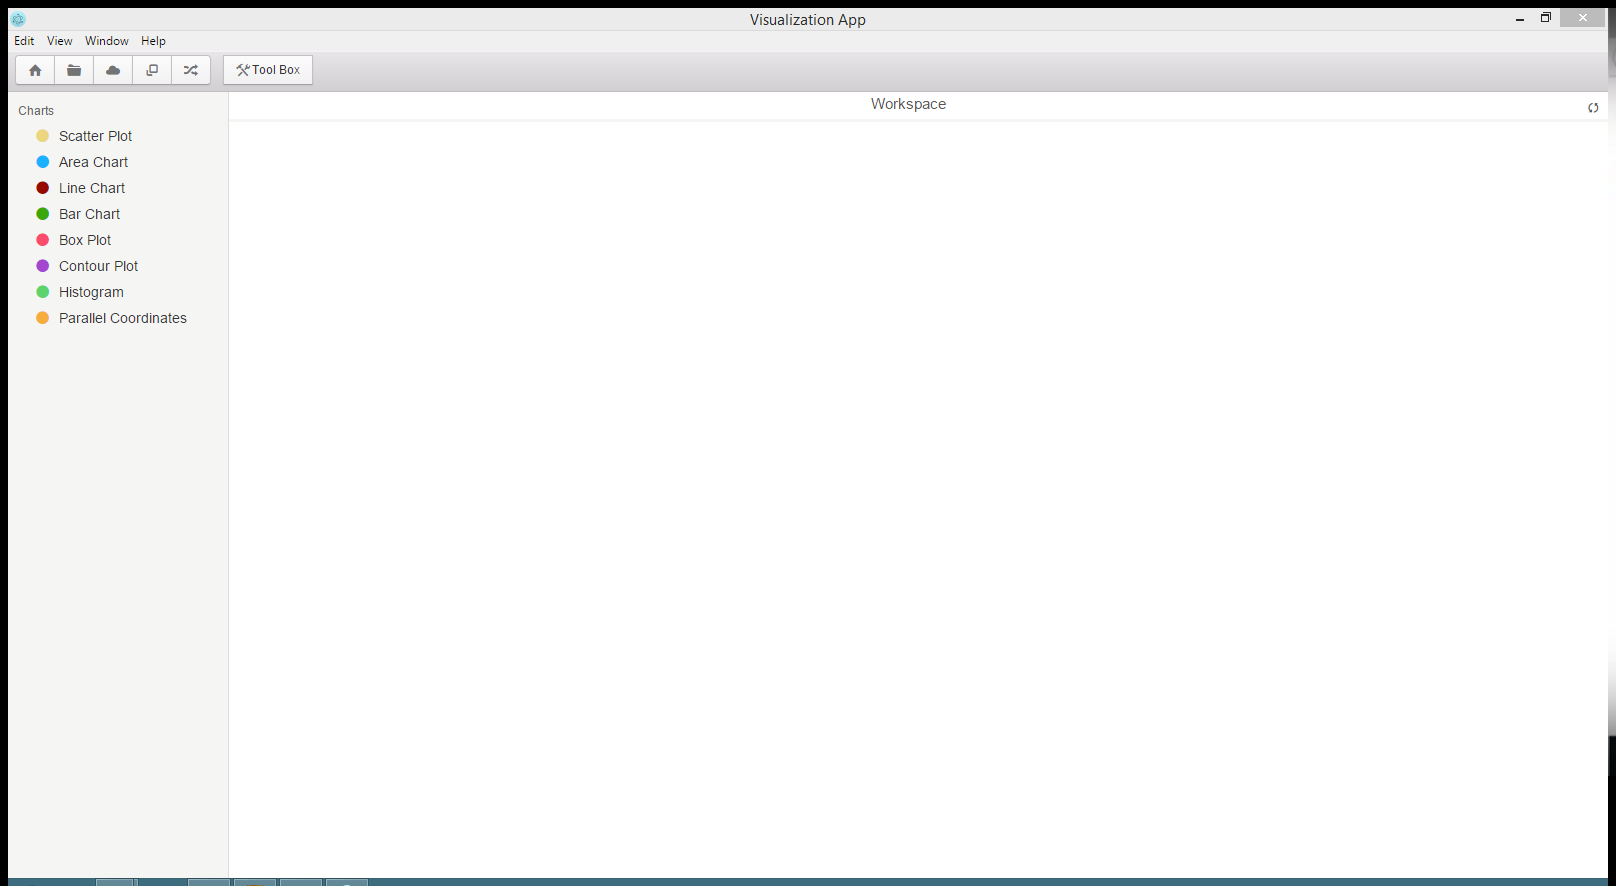 Visualization App
Edit View Window Help
Tool Box
Charts
Workspace
Scatter Plot
Area Chart
Line Chart
Bar Chart
Box Plot
Contour Plot
Histogram
Parallel Coordinates